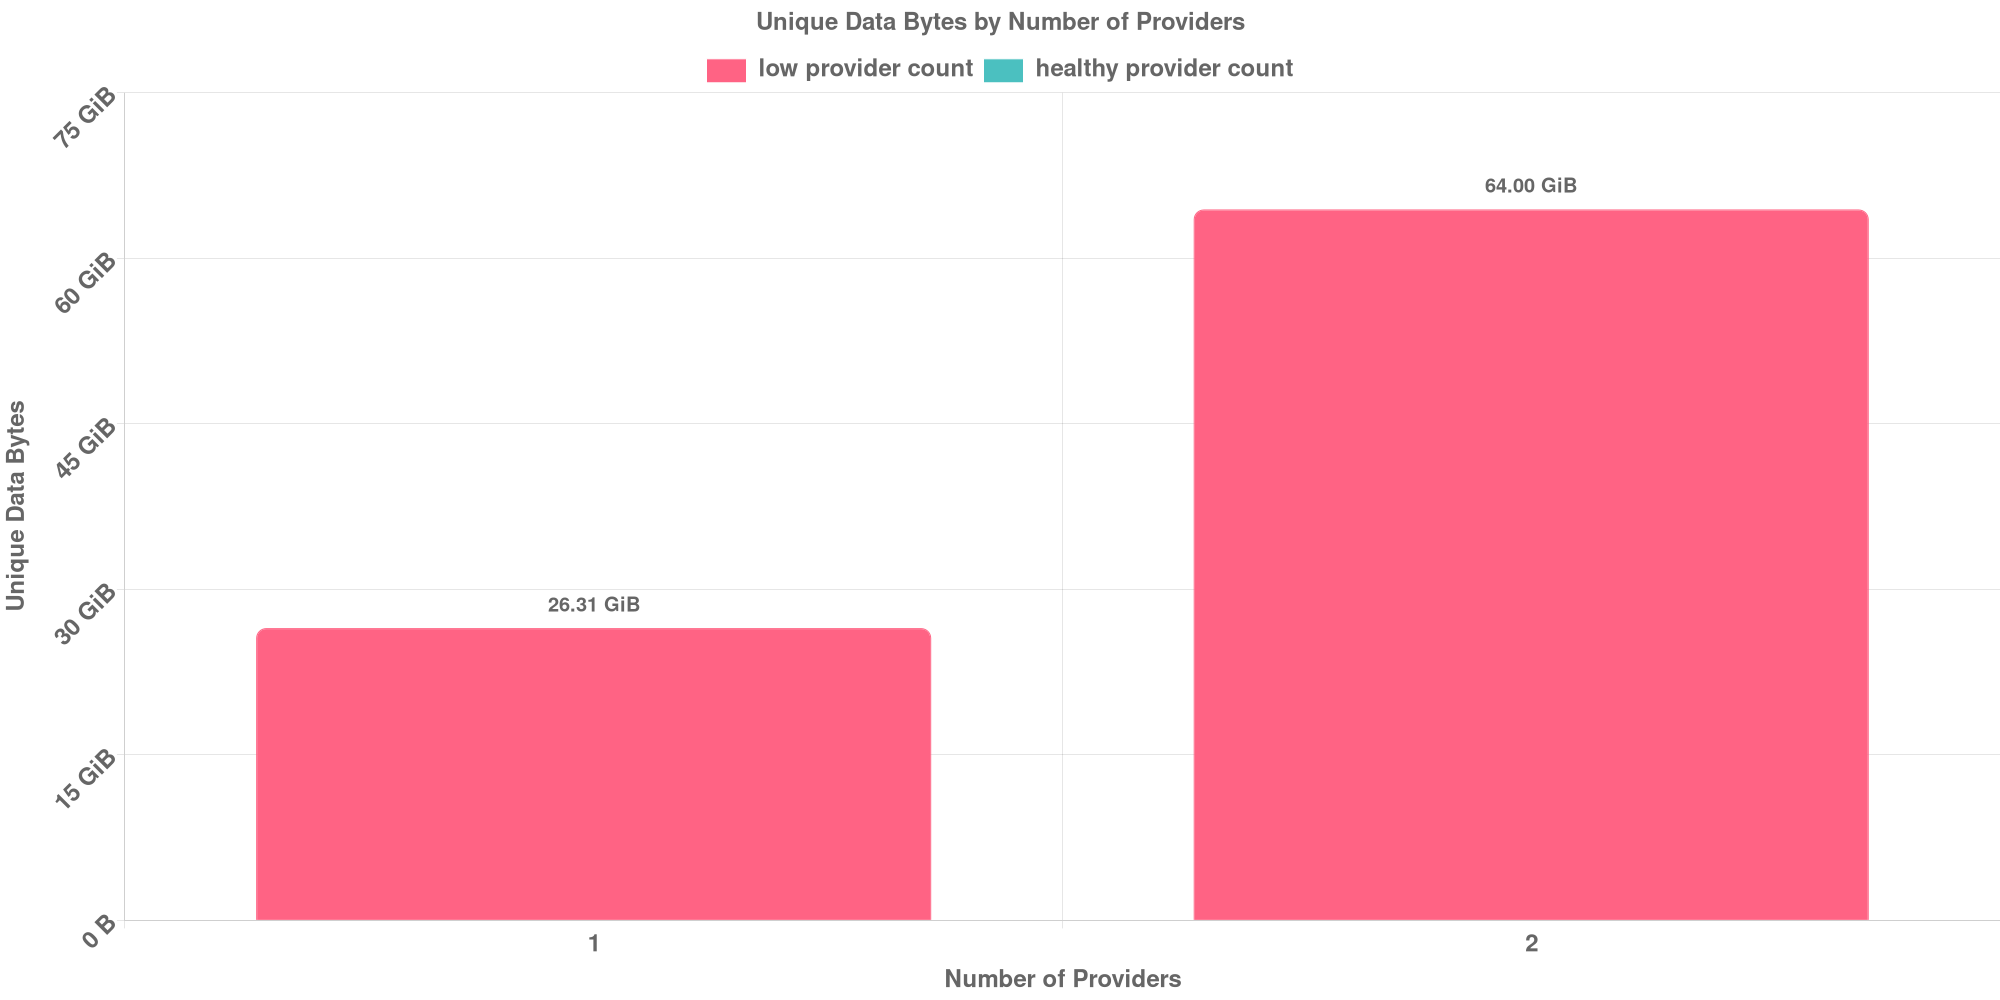 Unique Data Bytes by Number of Providers
low provider count healthy provider count
75 GiB
60 GiB
45 GiB
30 GiB
15 GiB
0 B
Unique Data Bytes
26.31 GiB
64.00 GiB
1 2
Number of Providers